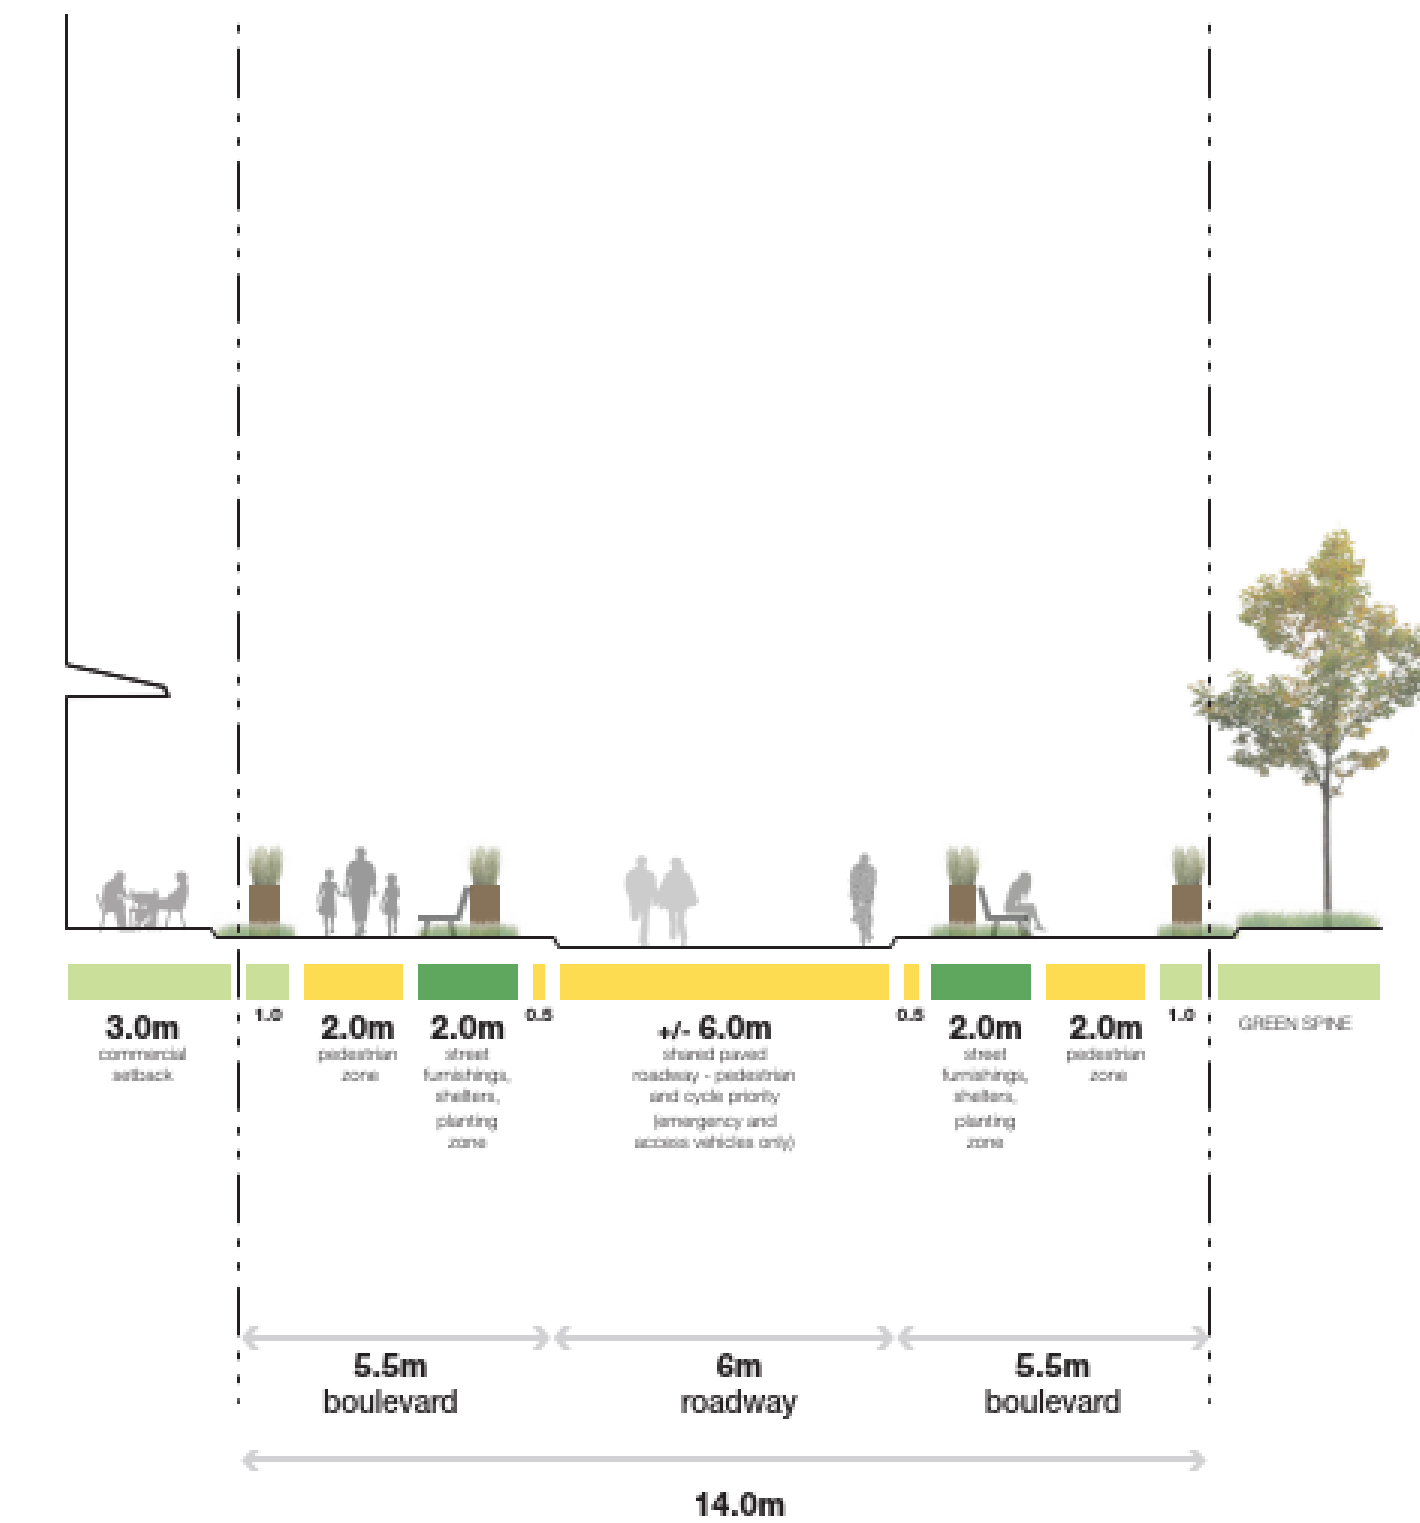 3.0m
commercial
setback
1.0
2.0m
pedestrian
zone
2.0m
street
furnishings,
shelters,
planting
zone
0.5
+/- 6.0m
shared paved
roadway - pedestrian
and cycle priority
(emergency and
access vehicles only)
0.5
2.0m
street
furnishings,
shelters,
planting
zone
2.0m
pedestrian
zone
1.0
GREEN SPINE
5.5m
boulevard
6m
roadway
5.5m
boulevard
14.0m